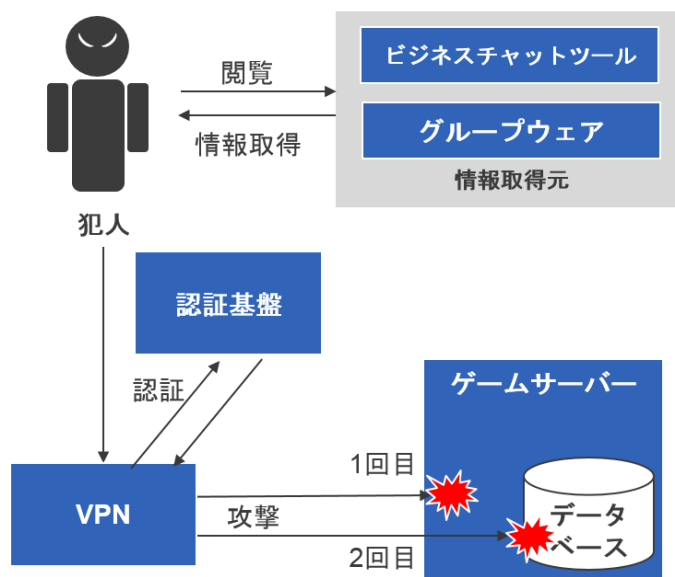 ビジネスチャットツール
閲覧
グループウェア
情報取得
情報取得元
犯人
認証基盤
認証
ゲームサーバー
1回目
VPN
攻撃
データ
ベース
2回目